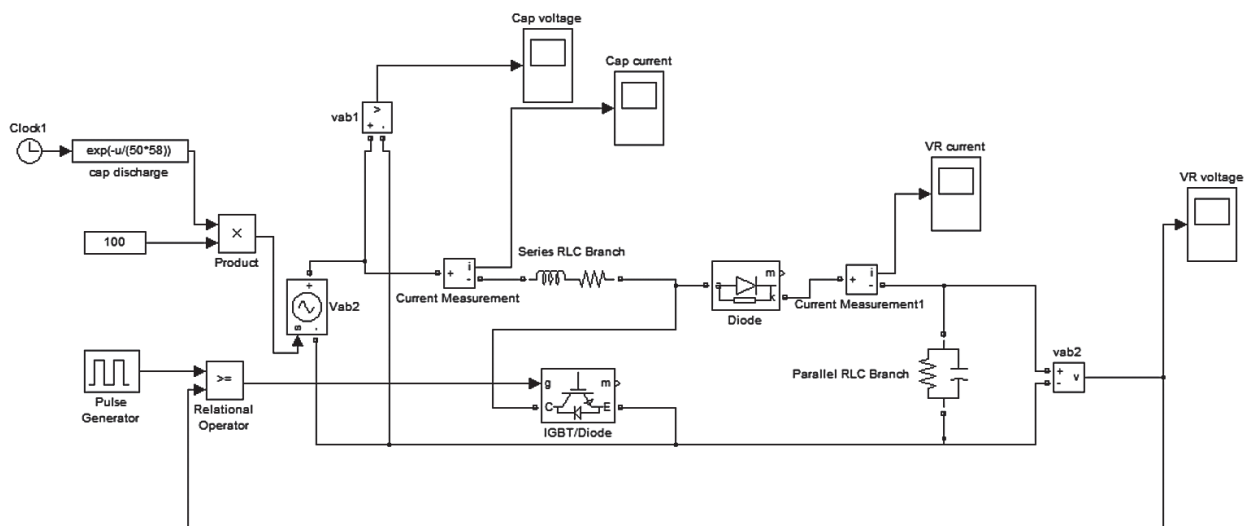 Cap voltage
Cap current
vab1
v
+ -
Clock1
exp(-u/(50*58))
cap discharge
VR current
VR voltage
100
×
Product
Series RLC Branch
+
i
-
Current Measurement
+
Vab2
s
-
a
m
k
Diode
+
i
-
Current Measurement1
vab2
+
-
v
Parallel RLC Branch
Pulse
Generator
>=
Relational
Operator
g
m
C
E
IGBT/Diode